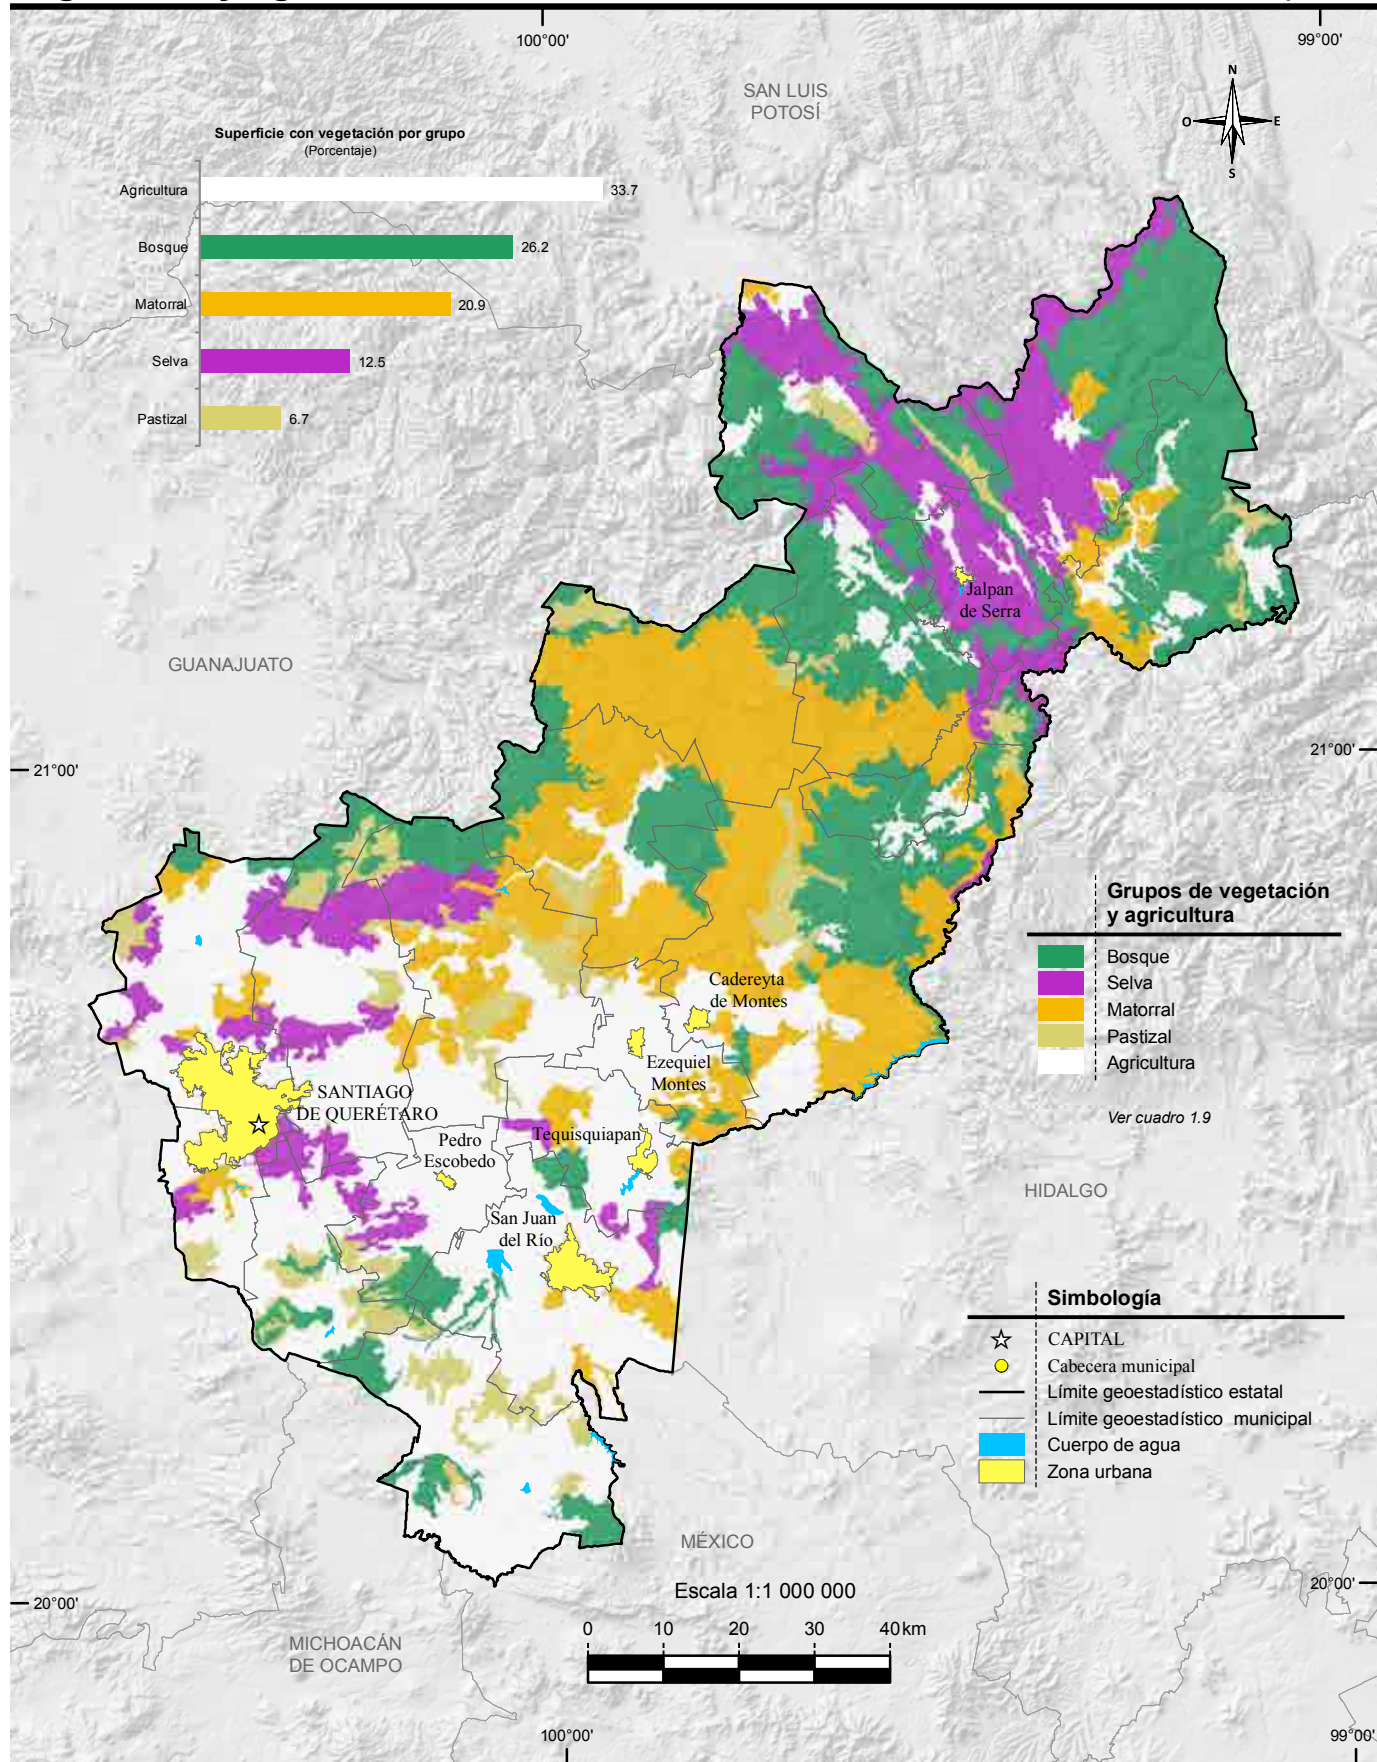 100°00'
99°00'
SAN LUIS
POTOSÍ
N
O
E
S
Superficie con vegetación por grupo
(Porcentaje)
Agricultura
33.7
Bosque
26.2
Matorral
20.9
Selva
12.5
Pastizal
6.7
Jalpan
de Serra
GUANAJUATO
21°00'
21°00'
Grupos de vegetación
y agricultura
Bosque
Selva
Matorral
Pastizal
Agricultura
Ver cuadro 1.9
Cadereyta
de Montes
Ezequiel
Montes
SANTIAGO
DE QUERÉTARO
Pedro
Escobedo
Tequisquiapan
San Juan
del Río
HIDALGO
Simbología
CAPITAL
Cabecera municipal
Límite geoestadístico estatal
Límite geoestadístico municipal
Cuerpo de agua
Zona urbana
MÉXICO
Escala 1:1 000 000
0 10 20 30 40 km
20°00'
20°00'
MICHOACÁN
DE OCAMPO
100°00'
99°00'